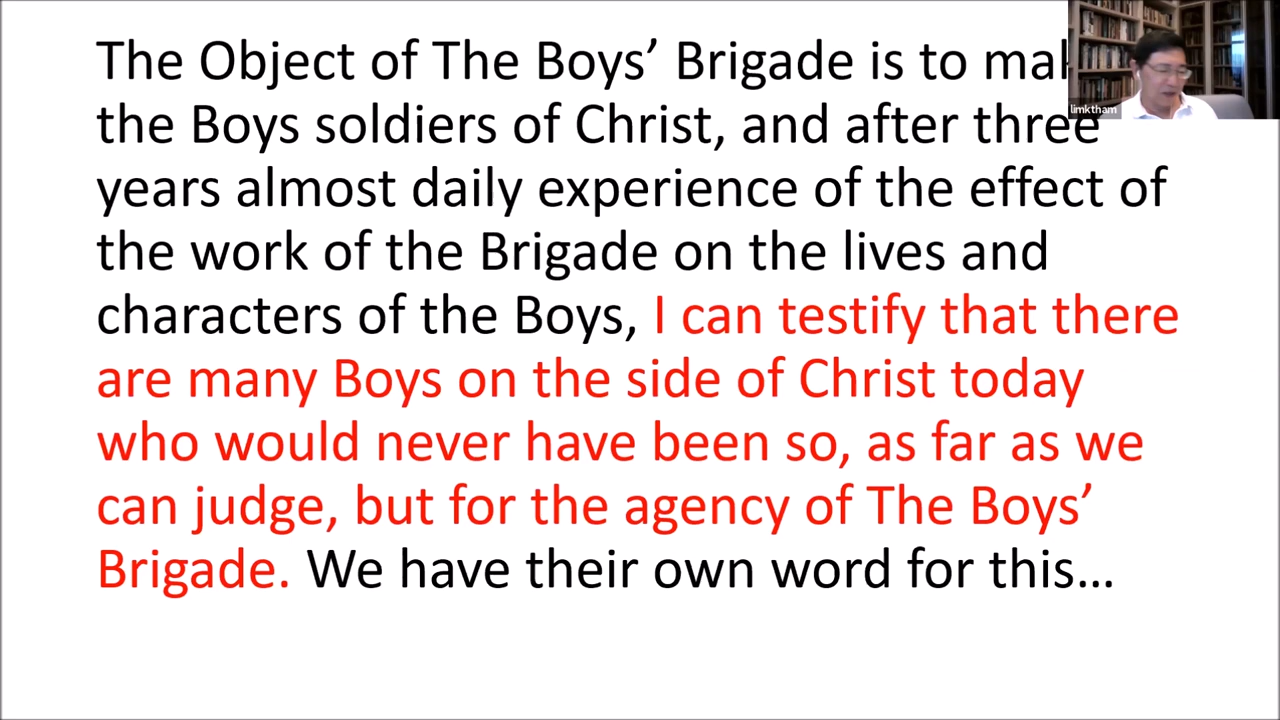 The Object of The Boys’ Brigade is to
the Boys soldiers of Christ, and after three
years almost daily experience of the effect of
the work of the Brigade on the lives and
characters of the Boys, I can testify that there
are many Boys on the side of Christ today
who would never have been so, as far as we
can judge, but for the agency of The Boys’
Brigade. We have their own word for this…
limktham